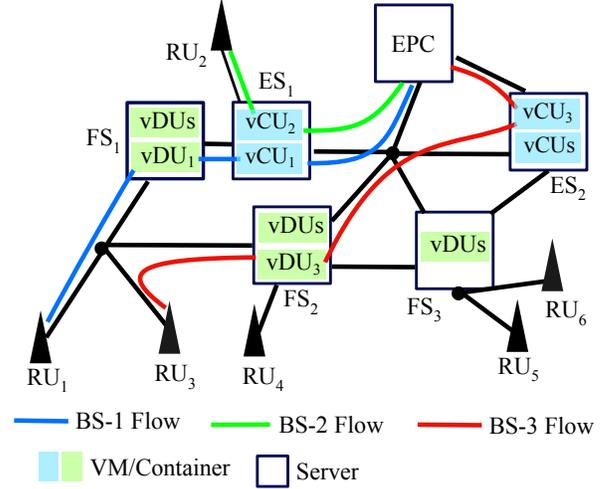 EPC
RU2
ES1
vDUs
vCU2
vCU3
FS1
vDU1
vCU1
vCUs
ES2
vDUs
vDUs
vDU3
FS2
FS3
RU6
RU1
RU3
RU4
RU5
BS-1 Flow
BS-2 Flow
BS-3 Flow
VM/Container
Server